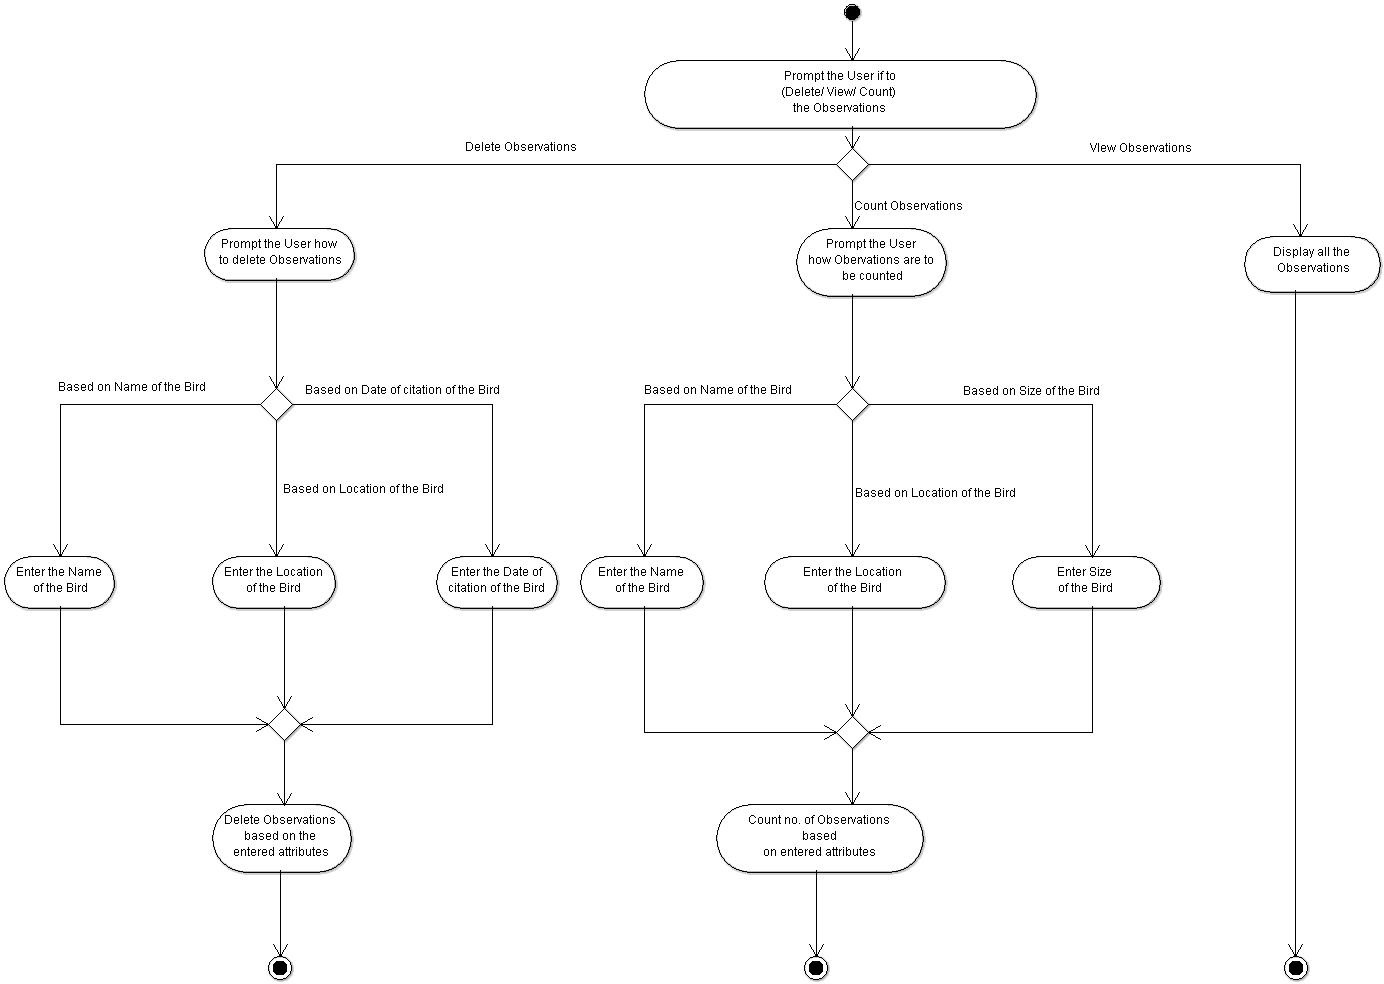 Prompt the User if to
(Delete/ View/ Count)
the Observations
Delete Observations
VIew Observations
Count Observations
Prompt the User how
to delete Observations
Prompt the User
how Obervations are to
be counted
Display all the
Observations
Based on Name of the Bird
Based on Date of citation of the Bird
Based on Location of the Bird
Based on Name of the Bird
Based on Size of the Bird
Based on Location of the Bird
Enter the Name
of the Bird
Enter the Location
of the Bird
Enter the Date of
citation of the Bird
Enter the Name
of the Bird
Enter the Location
of the Bird
Enter Size
of the Bird
Delete Observations
based on the
entered attributes
Count no. of Observations
based
on entered attributes